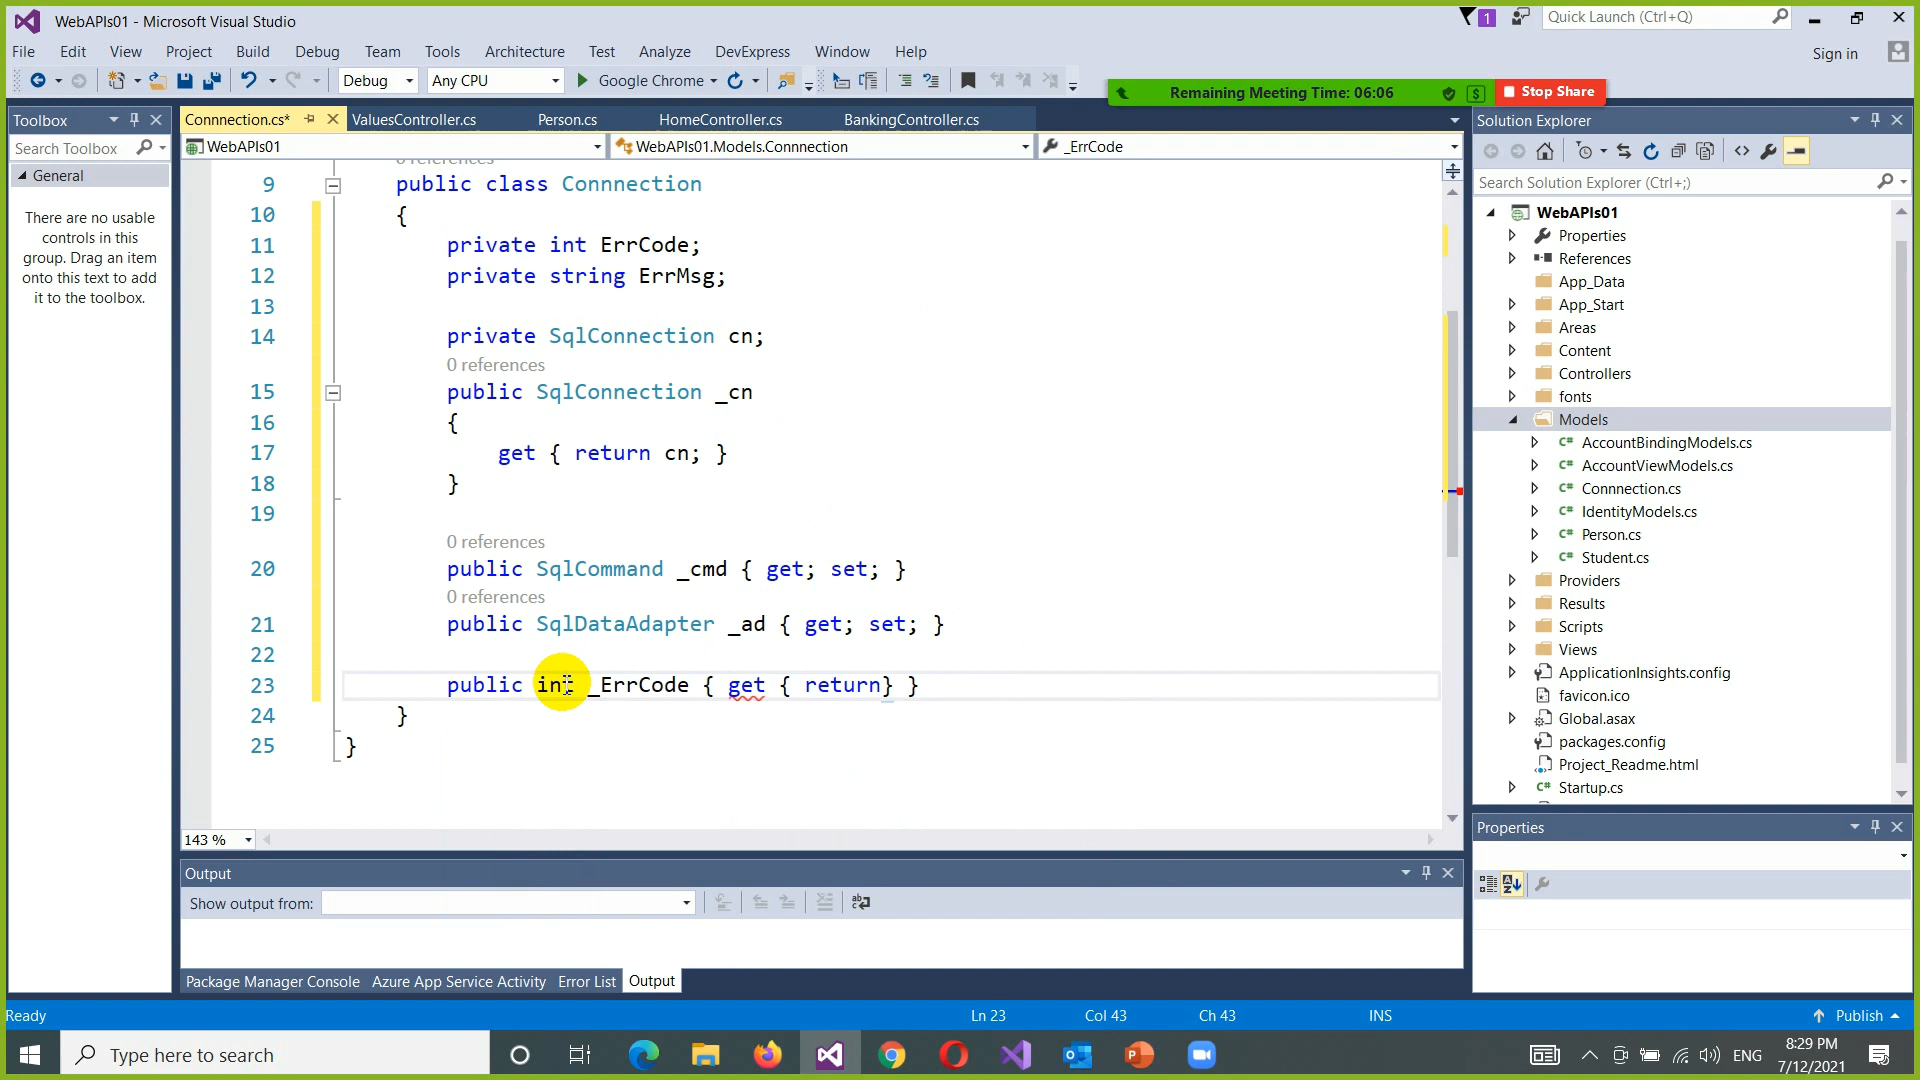 WebAPIs01 - Microsoft Visual Studio
1
Quick Launch (Ctrl+Q)
File Edit View Project Build Debug Team Tools Architecture Test Analyze DevExpress Window Help
Sign in
Debug Any CPU Google Chrome
Remaining Meeting Time: 06:06
$
Stop Share
Toolbox
Search Toolbox
General
There are no usable
controls in this
group. Drag an item
onto this text to add
it to the toolbox.
Connnection.cs* ValuesController.cs Person.cs HomeController.cs BankingController.cs
WebAPIs01 WebAPIs01.Models.Connnection _ErrCode
0 references
9 public class Connnection
10 {
11 private int ErrCode;
12 private string ErrMsg;
13
14 private SqlConnection cn;
0 references
15 public SqlConnection _cn
16 {
17 get { return cn; }
18 }
19
0 references
20 public SqlCommand _cmd { get; set; }
0 references
21 public SqlDataAdapter _ad { get; set; }
22
23 public int _ErrCode { get { return} }
24 }
25 }
143 %
Output
Show output from:
Package Manager Console Azure App Service Activity Error List Output
Solution Explorer
Search Solution Explorer (Ctrl+;)
WebAPIs01
Properties
References
App_Data
App_Start
Areas
Content
Controllers
fonts
Models
C# AccountBindingModels.cs
C# AccountViewModels.cs
C# Connnection.cs
C# IdentityModels.cs
C# Person.cs
C# Student.cs
Providers
Results
Scripts
Views
ApplicationInsights.config
favicon.ico
Global.asax
packages.config
Project_Readme.html
C# Startup.cs
Properties
Ready
Ln 23 Col 43 Ch 43 INS
Publish
Type here to search
ENG
8:29 PM
7/12/2021